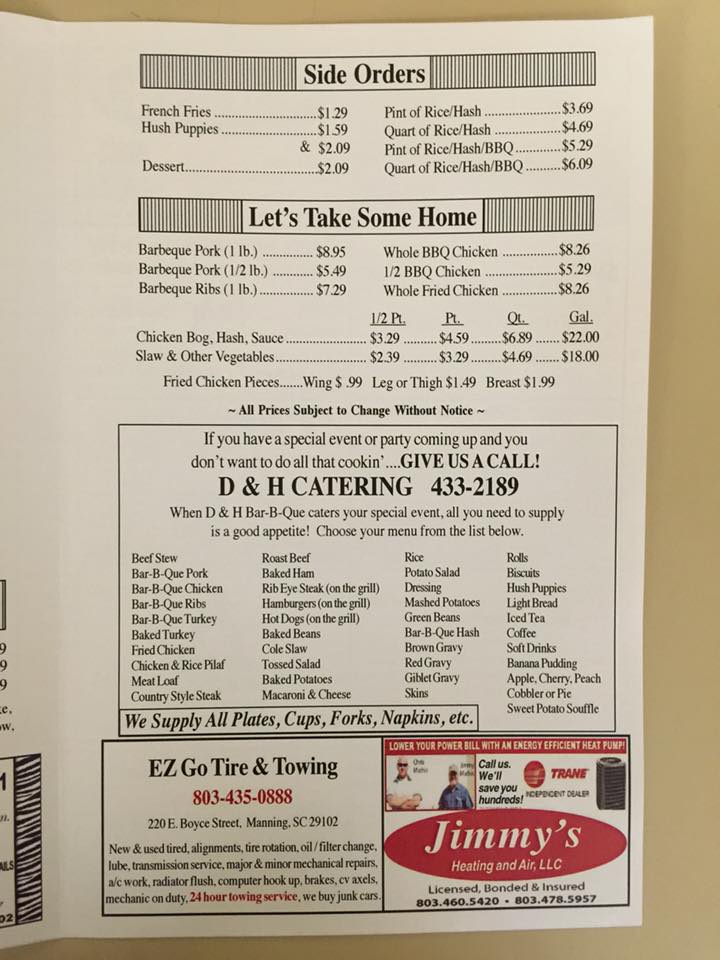 Side Orders
French Fries ............................$1.29
Hush Puppies ..........................$1.59
& $2.09
Dessert...................................$2.09
Pint of Rice/Hash ....................$3.69
Quart of Rice/Hash ..................$4.69
Pint of Rice/Hash/BBQ............$5.29
Quart of Rice/Hash/BBQ ..........$6.09
Let's Take Some Home
Barbeque Pork (1 lb.) .............. $8.95
Barbeque Pork (1/2 lb.) ........... $5.49
Barbeque Ribs (1 lb.)............... $7.29
Whole BBQ Chicken ...............$8.26
1/2 BBQ Chicken ....................$5.29
Whole Fried Chicken ...............$8.26
1/2 Pt. Pt. Qt. Gal.
Chicken Bog, Hash, Sauce........................$3.29 .........$4.59.........$6.89 ...... $22.00
Slaw & Other Vegetables..........................$2.39 .........$3.29.........$4.69 ...... $18.00
Fried Chicken Pieces.......Wing $ .99 Leg or Thigh $1.49 Breast $1.99
~ All Prices Subject to Change Without Notice ~
If you have a special event or party coming up and you
don't want to do all that cookin'....GIVE US A CALL!
D & H CATERING 433-2189
When D & H Bar-B-Que caters your special event, all you need to supply
is a good appetite! Choose your menu from the list below.
Beef Stew
Bar-B-Que Pork
Bar-B-Que Chicken
Bar-B-Que Ribs
Bar-B-Que Turkey
Baked Turkey
Fried Chicken
Chicken & Rice Pilaf
Meat Loaf
Country Style Steak
Roast Beef
Baked Ham
Rib Eye Steak (on the grill)
Hamburgers (on the grill)
Hot Dogs (on the grill)
Baked Beans
Cole Slaw
Tossed Salad
Baked Potatoes
Macaroni & Cheese
Rice
Potato Salad
Dressing
Mashed Potatoes
Green Beans
Bar-B-Que Hash
Brown Gravy
Red Gravy
Giblet Gravy
Skins
Rolls
Biscuits
Hush Puppies
Light Bread
Iced Tea
Coffee
Soft Drinks
Banana Pudding
Apple, Cherry, Peach
Cobbler or Pie
Sweet Potato Souffle
We Supply All Plates, Cups, Forks, Napkins, etc.
EZ Go Tire & Towing
803-435-0888
220 E. Boyce Street, Manning, SC 29102
New & used tired, alignments, tire rotation, oil / filter change,
lube, transmission service, major & minor mechanical repairs,
a/c work, radiator flush, computer hook up, brakes, cv axels,
mechanic on duty, 24 hour towing service, we buy junk cars.
LOWER YOUR POWER BILL WITH AN ENERGY EFFICIENT HEAT PUMP!
Chris
Jimmy
Call us.
We'll
save you
hundreds!
TRANE
INDEPENDENT DEALER
Jimmy's
Heating and Air, LLC
Licensed, Bonded & Insured
803.460.5420 • 803.478.5957